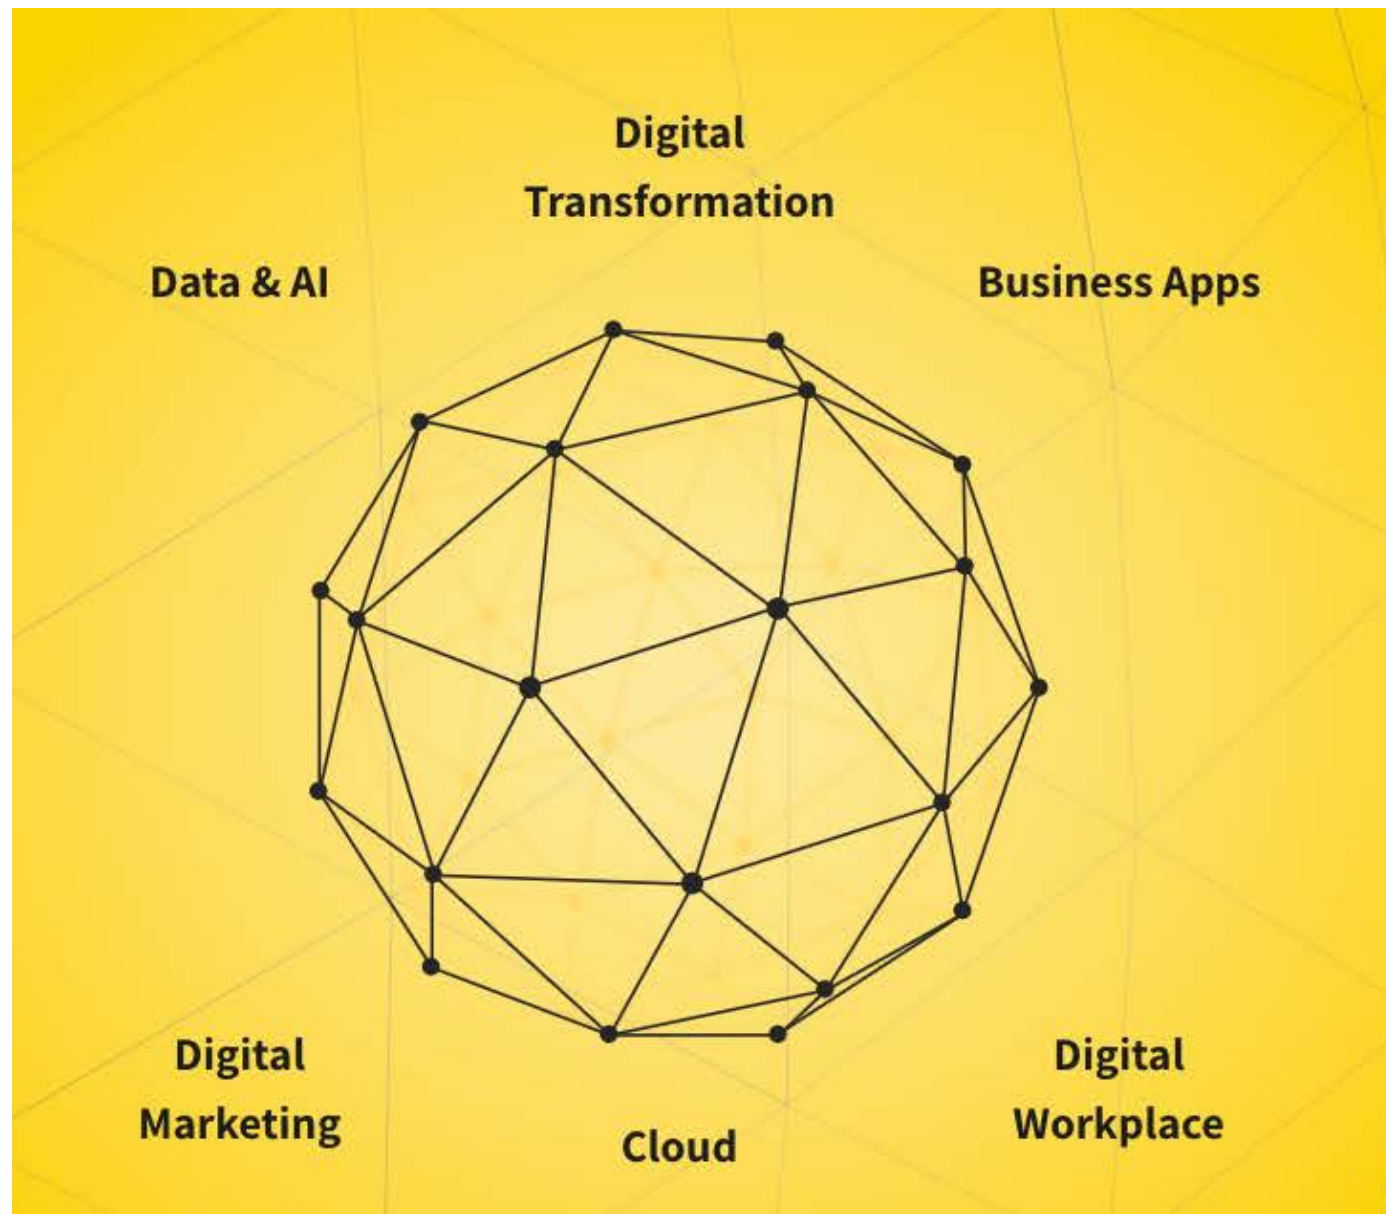 Digital
Transformation
Data & AI
Business Apps
Digital
Marketing
Cloud
Digital
Workplace